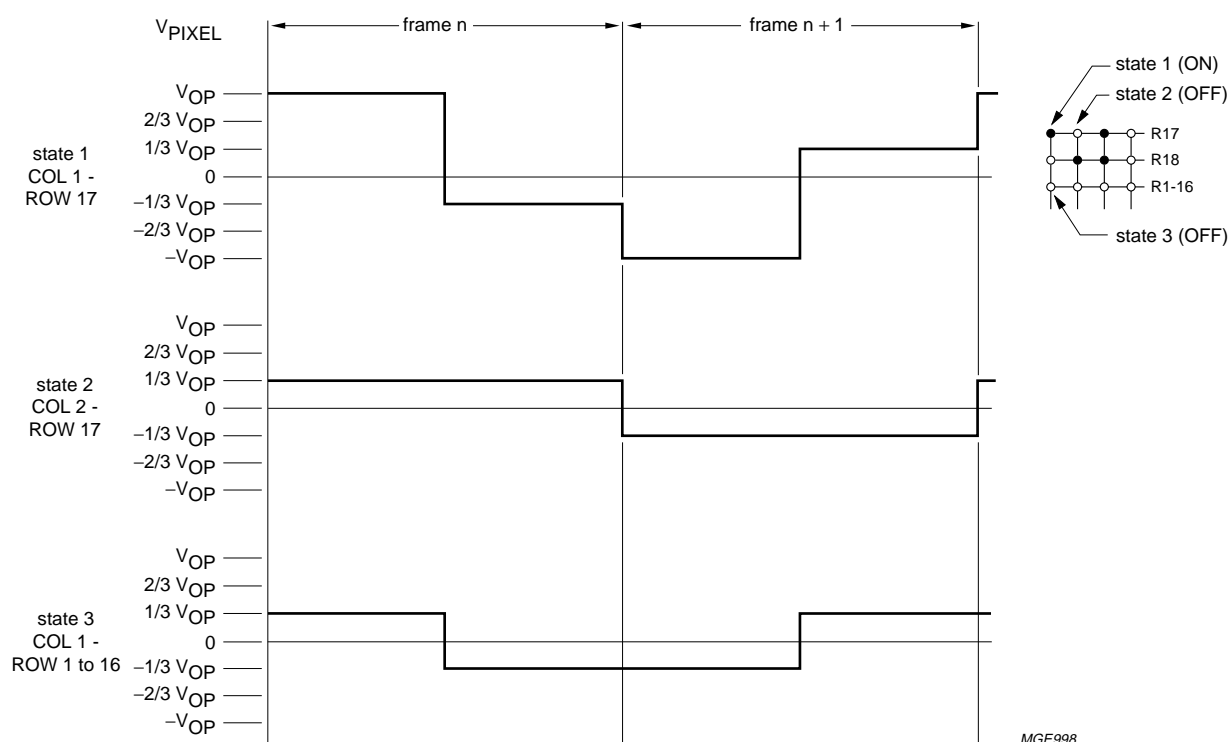 VPIXEL
frame n
frame n + 1
state 1
COL 1 -
ROW 17
VOP
2/3 VOP
1/3 VOP
0
−1/3 VOP
−2/3 VOP
−VOP
state 1 (ON)
state 2 (OFF)
R17
R18
R1-16
state 3 (OFF)
state 2
COL 2 -
ROW 17
VOP
2/3 VOP
1/3 VOP
0
−1/3 VOP
−2/3 VOP
−VOP
state 3
COL 1 -
ROW 1 to 16
VOP
2/3 VOP
1/3 VOP
0
−1/3 VOP
−2/3 VOP
−VOP
MGE998